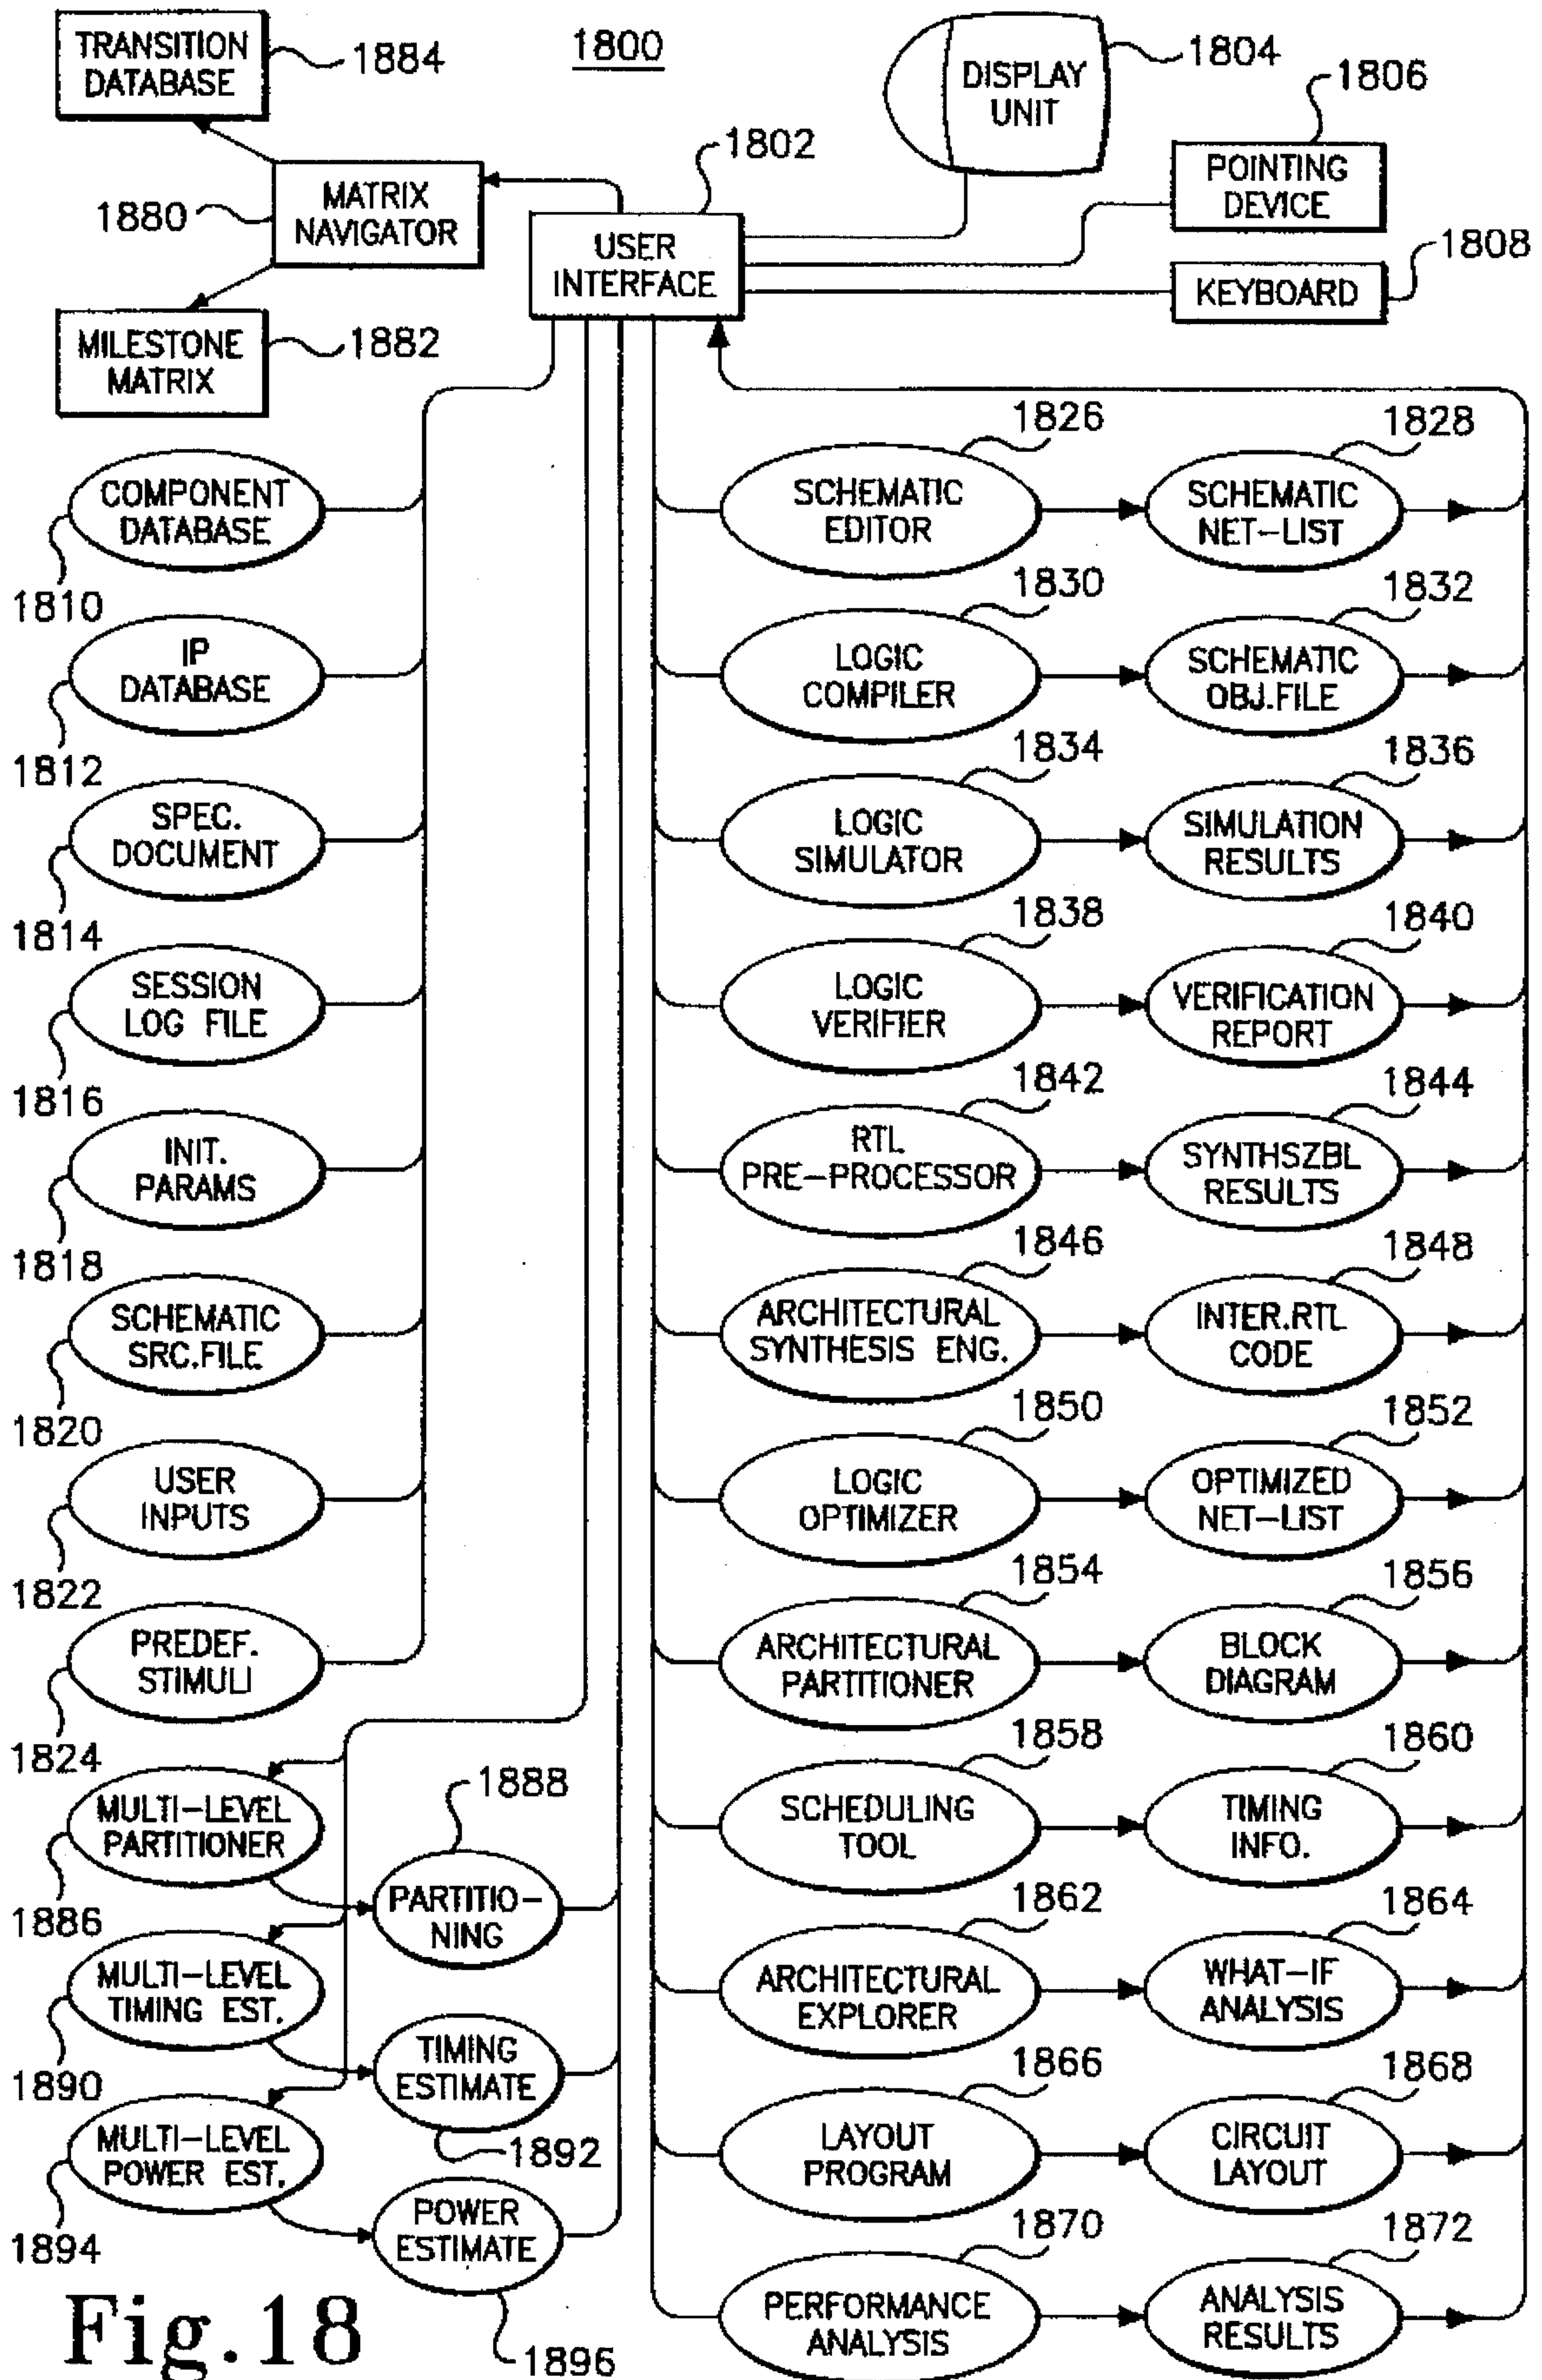 TRANSITION
DATABASE
1884
1800
DISPLAY
UNIT
1804
1806
POINTING
DEVICE
1802
MATRIX
NAVIGATOR
1880
USER
INTERFACE
1808
KEYBOARD
MILESTONE
MATRIX
1882
COMPONENT
DATABASE
1810
IP
DATABASE
1812
SPEC.
DOCUMENT
1814
SESSION
LOG FILE
1816
INIT.
PARAMS
1818
SCHEMATIC
SRC.FILE
1820
USER
INPUTS
1822
PREDEF.
STIMULI
1824
MULTI-LEVEL
PARTITIONER
1886
1888
PARTITIO-
NING
MULTI-LEVEL
TIMING EST.
1890
TIMING
ESTIMATE
1892
MULTI-LEVEL
POWER EST.
1894
POWER
ESTIMATE
1896
1826
SCHEMATIC
EDITOR
1828
SCHEMATIC
NET-LIST
1830
LOGIC
COMPILER
1832
SCHEMATIC
OBJ.FILE
1834
LOGIC
SIMULATOR
1836
SIMULATION
RESULTS
1838
LOGIC
VERIFIER
1840
VERIFICATION
REPORT
1842
RTL
PRE-PROCESSOR
1844
SYNTHSZBL
RESULTS
1846
ARCHITECTURAL
SYNTHESIS ENG.
1848
INTER.RTL
CODE
1850
LOGIC
OPTIMIZER
1852
OPTIMIZED
NET-LIST
1854
ARCHITECTURAL
PARTITIONER
1856
BLOCK
DIAGRAM
1858
SCHEDULING
TOOL
1860
TIMING
INFO.
1862
ARCHITECTURAL
EXPLORER
1864
WHAT-IF
ANALYSIS
1866
LAYOUT
PROGRAM
1868
CIRCUIT
LAYOUT
1870
PERFORMANCE
ANALYSIS
1872
ANALYSIS
RESULTS
Fig.18